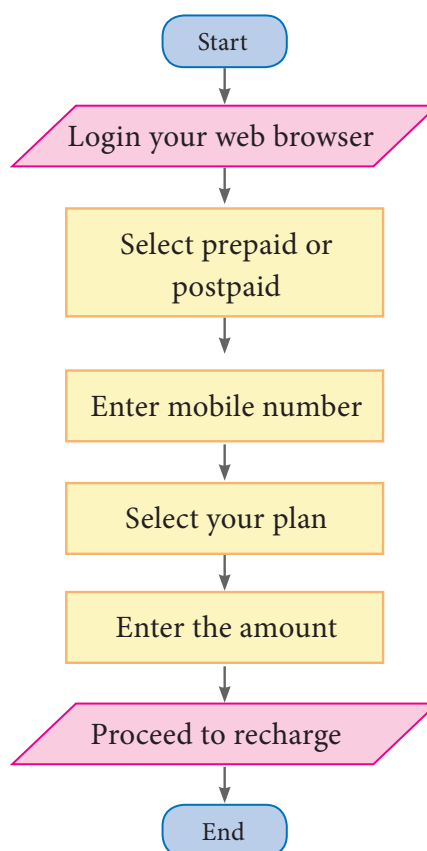 Start
Login your web browser
Select prepaid or
postpaid
Enter mobile number
Select your plan
Enter the amount
Proceed to recharge
End